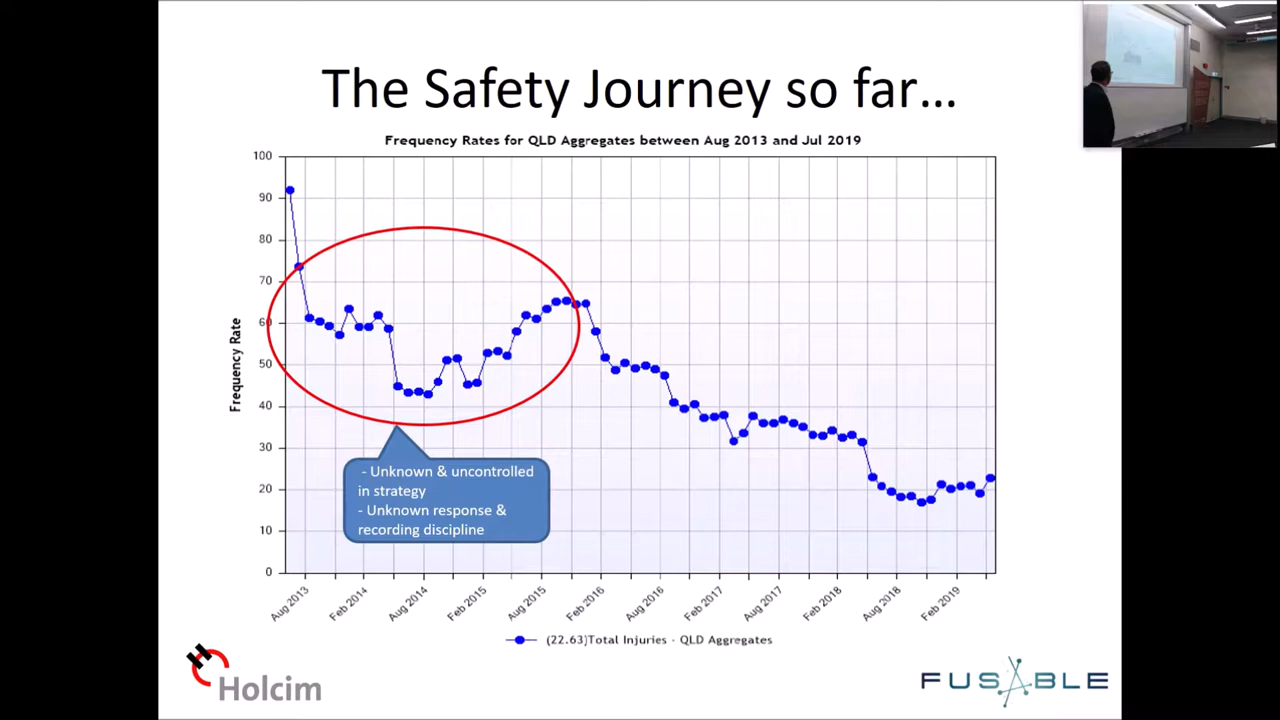 The Safety Journey so far...
Frequency Rates for QLD Aggregates between Aug 2013 and Jul 2019
100
90
80
70
60
50
40
30
20
10
0
Frequency Rate
- Unknown & uncontrolled
in strategy
- Unknown response &
recording discipline
Aug 2013
Feb 2014
Aug 2014
Feb 2015
Aug 2015
Feb 2016
Aug 2016
Feb 2017
Aug 2017
Feb 2018
Aug 2018
Feb 2019
(22.63)Total Injuries - QLD Aggregates
Holcim
FUSABLE